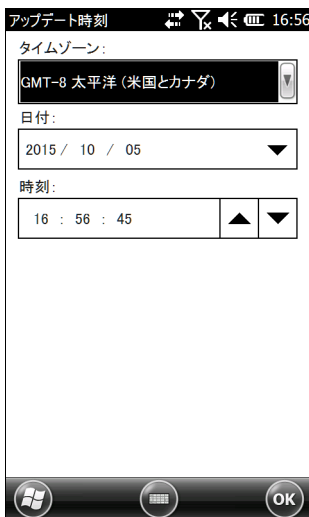 アップデート時刻 16:56
タイムゾーン:
GMT-8 太平洋 (米国とカナダ)
日付:
2015/ 10 / 05
時刻:
16 : 56 : 45
OK